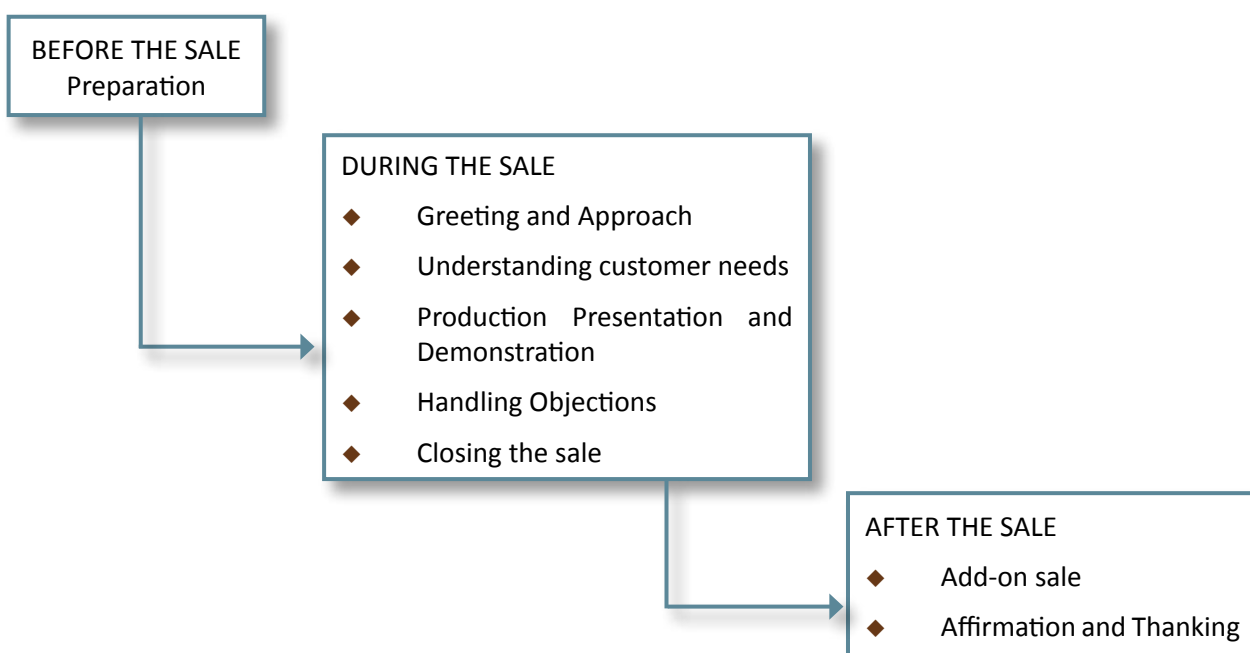 BEFORE THE SALE
Preparation
DURING THE SALE
Greeting and Approach
Understanding customer needs
Production Presentation and
Demonstration
Handling Objections
Closing the sale
AFTER THE SALE
Add-on sale
Affirmation and Thanking